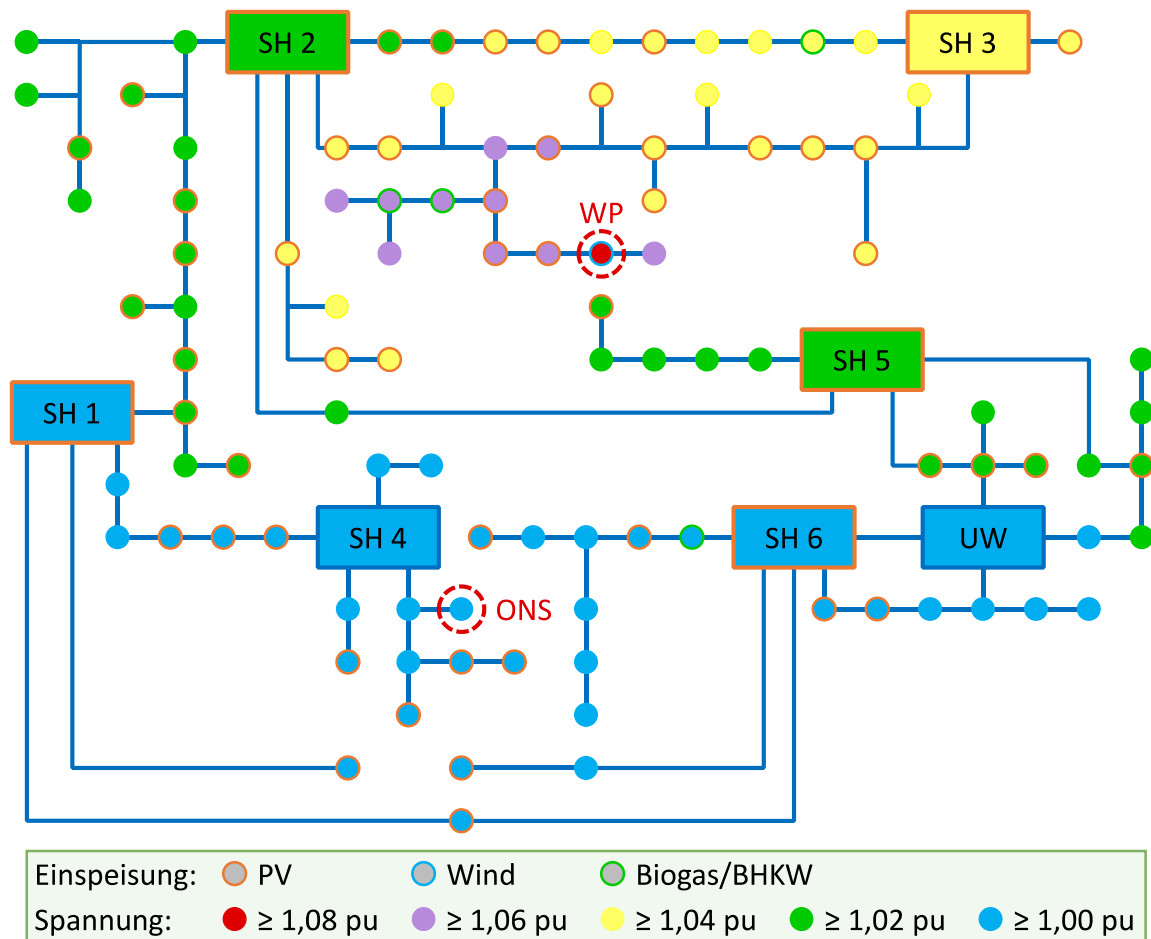 SH 2
SH 3
WP
SH 5
SH 1
SH 4
SH 6
UW
ONS
Einspeisung: PV Wind Biogas/BHKW
Spannung: ≥ 1,08 pu ≥ 1,06 pu ≥ 1,04 pu ≥ 1,02 pu ≥ 1,00 pu